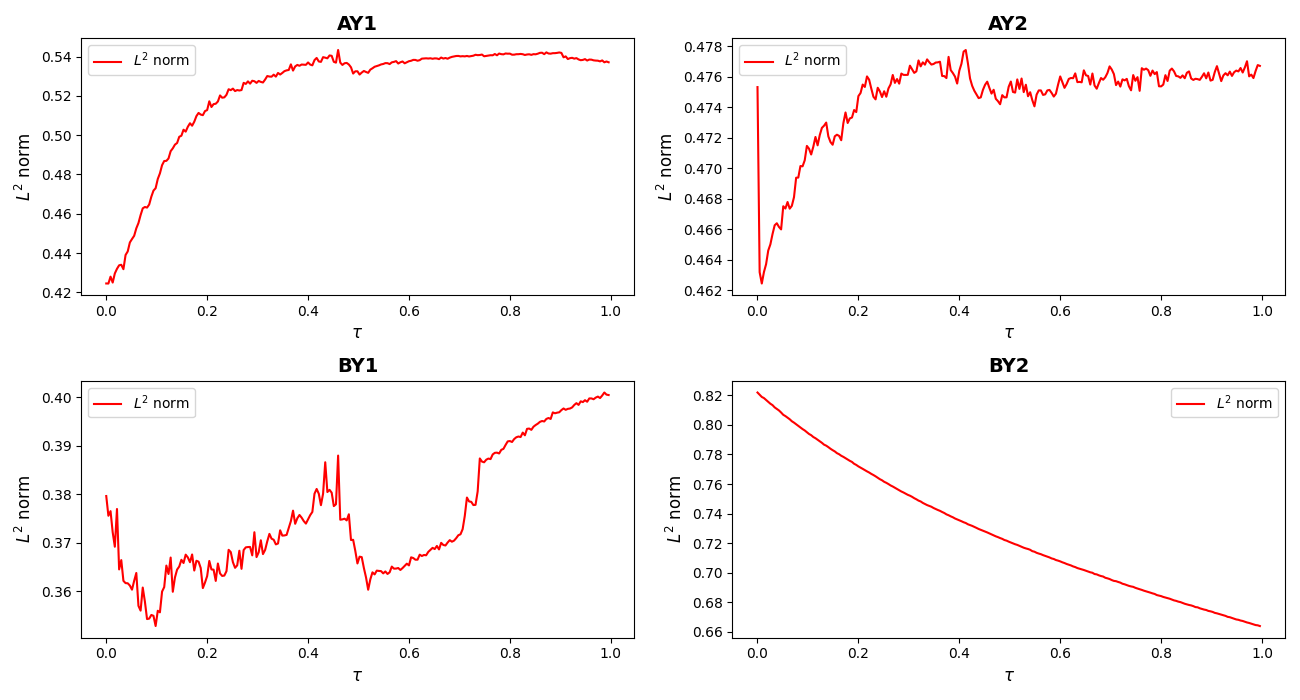 AY1
L² norm
0.54
0.52
0.50
0.48
0.46
0.44
0.42
L² norm
0.0 0.2 0.4 0.6 0.8 1.0
τ
AY2
L² norm
0.478
0.476
0.474
0.472
0.470
0.468
0.466
0.464
0.462
L² norm
0.0 0.2 0.4 0.6 0.8 1.0
τ
BY1
L² norm
0.40
0.39
0.38
0.37
0.36
L² norm
0.0 0.2 0.4 0.6 0.8 1.0
τ
BY2
L² norm
0.82
0.80
0.78
0.76
0.74
0.72
0.70
0.68
0.66
L² norm
0.0 0.2 0.4 0.6 0.8 1.0
τ